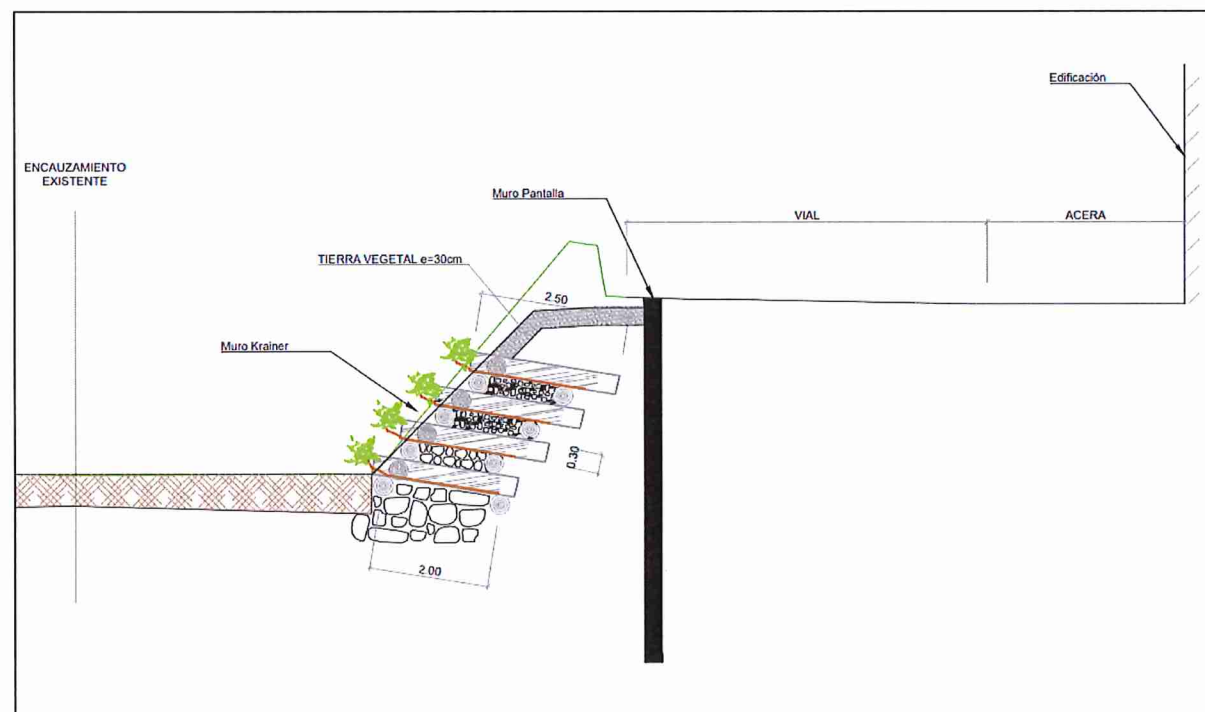 Edificación
ENCAUZAMIENTO
EXISTENTE
Muro Pantalla
VIAL
ACERA
TIERRA VEGETAL e=30cm
2.50
Muro Krainer
0.30
2.00